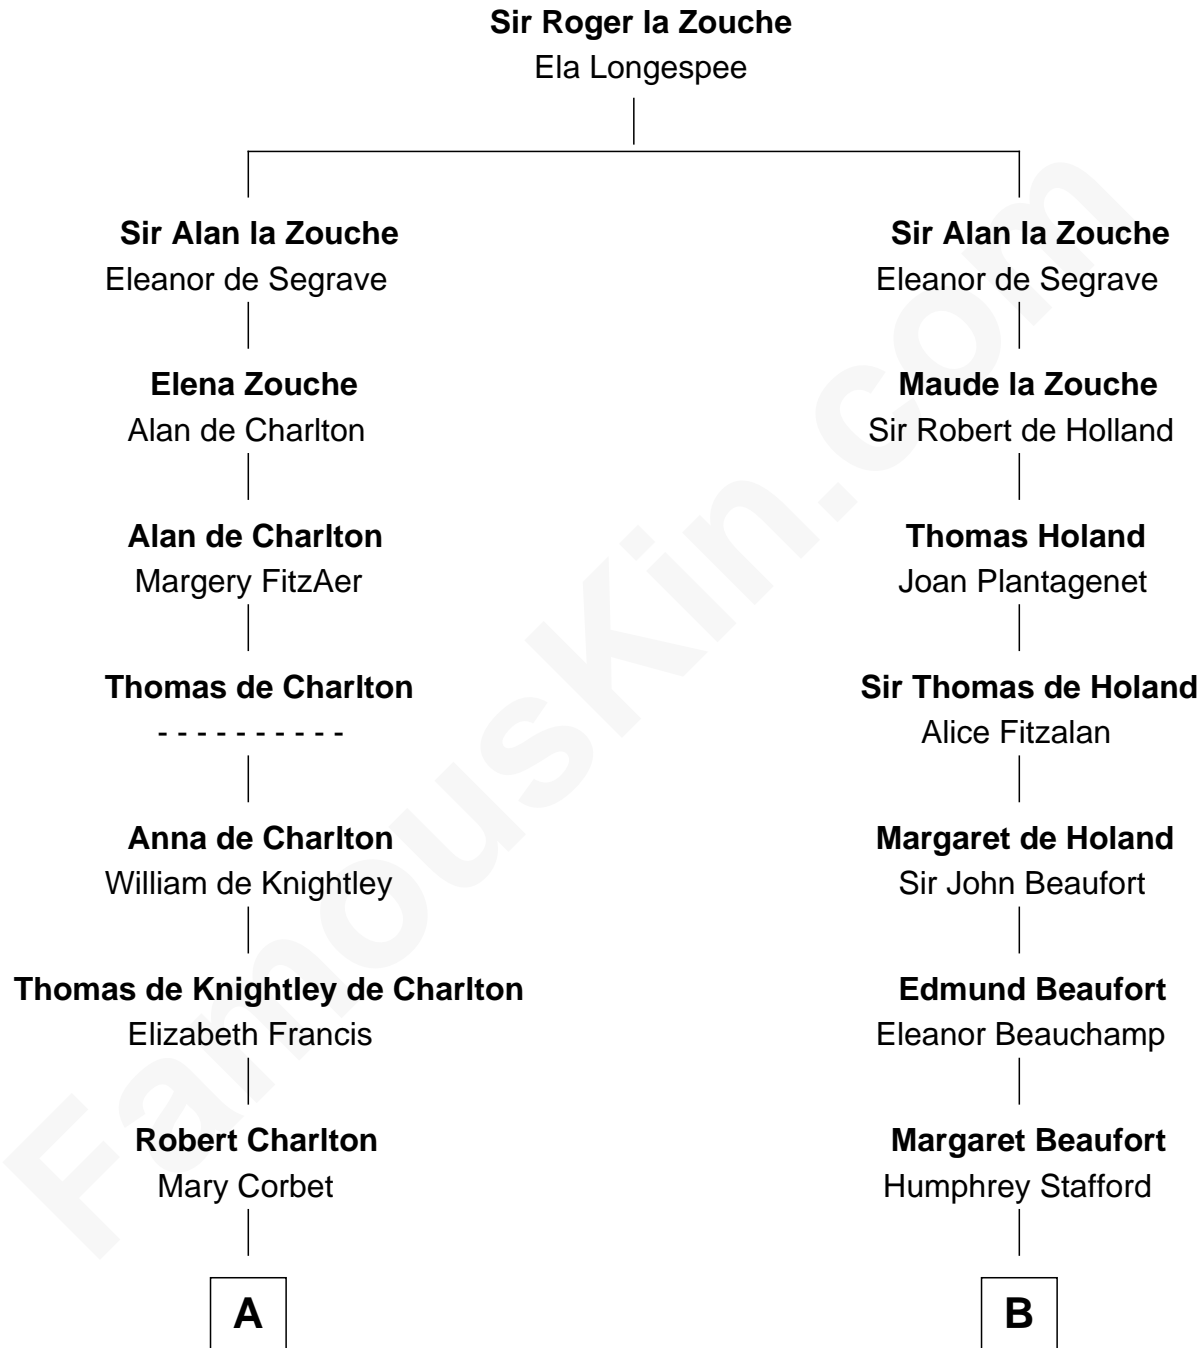 Sir Roger la Zouche
Ela Longespee
Sir Alan la Zouche
Eleanor de Segrave
Sir Alan la Zouche
Eleanor de Segrave
Elena Zouche
Alan de Charlton
Maude la Zouche
Sir Robert de Holland
Alan de Charlton
Margery FitzAer
Thomas Holand
Joan Plantagenet
Thomas de Charlton
- - - - - - - - - -
Sir Thomas de Holand
Alice Fitzalan
Anna de Charlton
William de Knightley
Margaret de Holand
Sir John Beaufort
Thomas de Knightley de Charlton
Elizabeth Francis
Edmund Beaufort
Eleanor Beauchamp
Robert Charlton
Mary Corbet
Margaret Beaufort
Humphrey Stafford
A
B
FamousKin.com